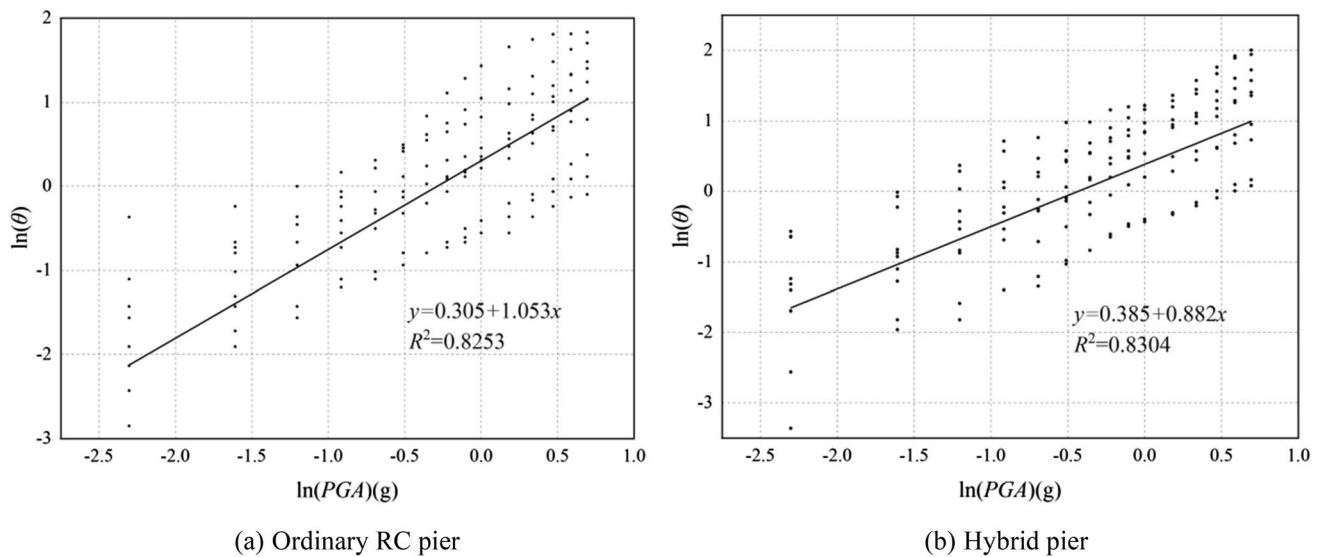 2
1
0
-1
-2
-3
ln(θ)
-2.5 -2.0 -1.5 -1.0 -0.5 0.0 0.5 1.0
ln(PGA)(g)
y=0.305+1.053x
R²=0.8253
(a) Ordinary RC pier
2
1
0
-1
-2
-3
ln(θ)
-2.5 -2.0 -1.5 -1.0 -0.5 0.0 0.5 1.0
ln(PGA)(g)
y=0.385+0.882x
R²=0.8304
(b) Hybrid pier